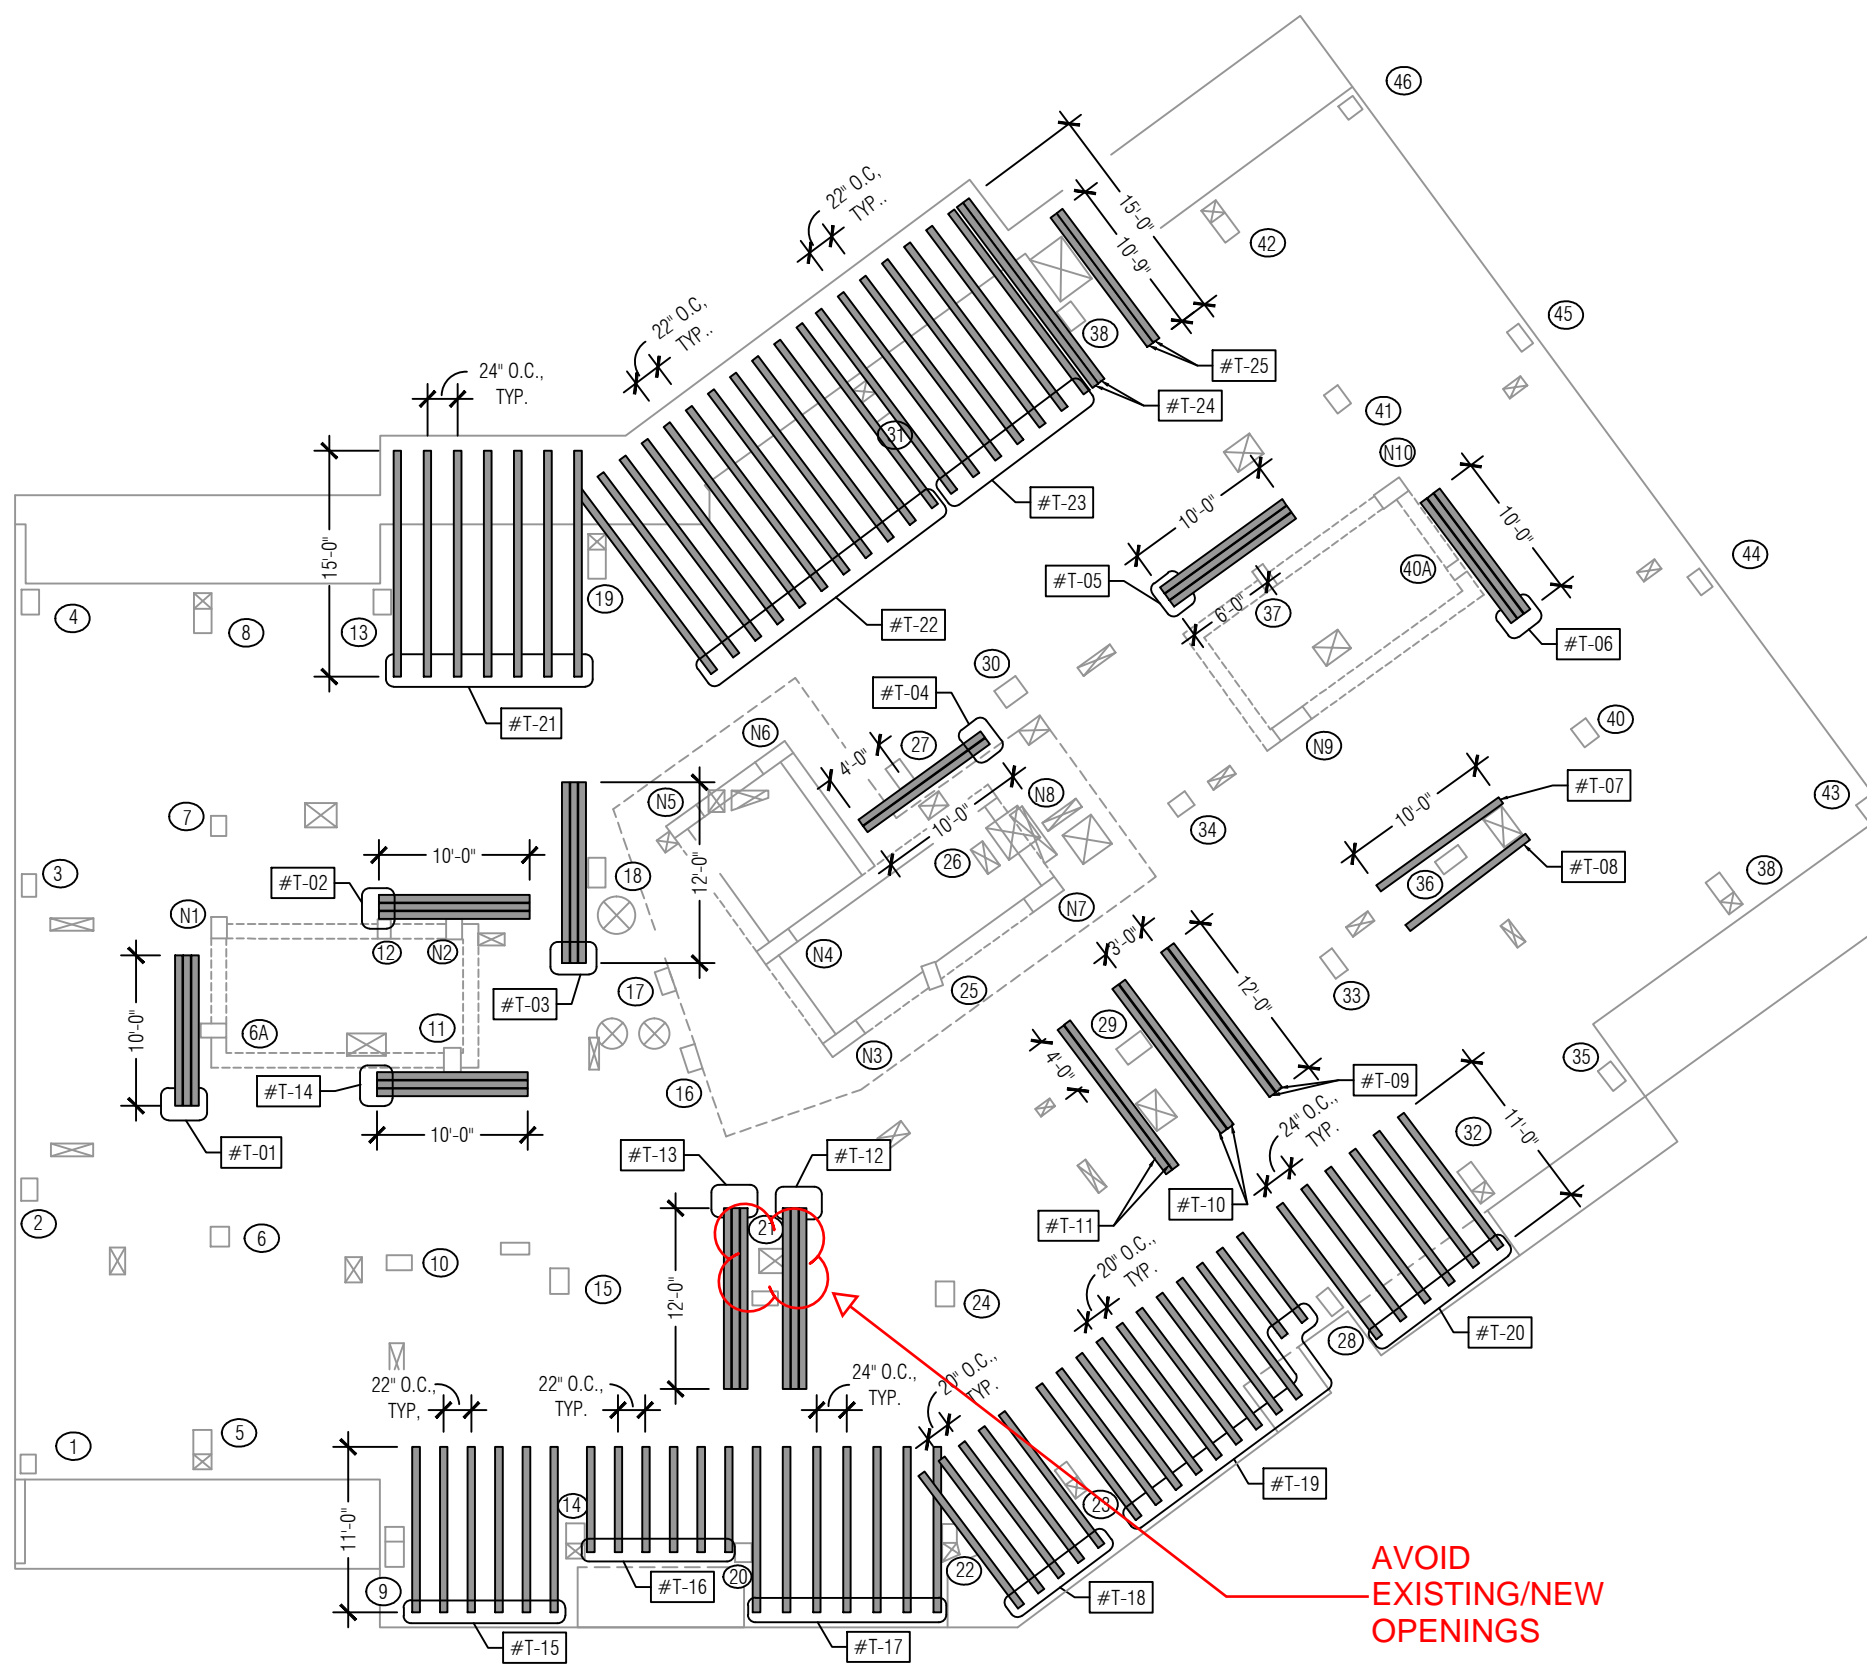 46
22" O.C,
TYP..
15'-0"
10'-9"
42
22" O.C,
TYP..
45
38
#T-25
24" O.C.,
TYP.
#T-24
41
31
N10
#T-23
10'-0"
10'-0"
15'-0"
44
40A
#T-05
19
37
6'-0"
4
8
13
#T-22
#T-06
30
#T-04
#T-21
40
N6
27
N9
4'-0"
#T-07
43
N5
N8
10'-0"
10'-0"
7
34
10'-0"
26
3
#T-02
18
12'-0"
36
#T-08
38
N1
N7
12
N2
N4
3'-0"
12'-0"
33
17
25
#T-03
10'-0"
6A
11
29
N3
4'-0"
35
#T-14
16
#T-09
24" O.C.,
TYP.
11'-0"
10'-0"
32
#T-01
#T-13
#T-12
#T-10
2
21
#T-11
6
20" O.C.,
TYP.
10
15
12'-0"
24
28
#T-20
22" O.C.,
TYP,
22" O.C.,
TYP.
24" O.C.,
TYP.
20" O.C.,
TYP.
1
5
#T-19
14
23
11'-0"
AVOID
EXISTING/NEW
OPENINGS
9
#T-16
20
22
#T-18
#T-15
#T-17